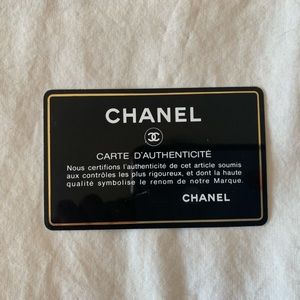 CHANEL
CARTE D'AUTHENTICITÉ
Nous certifions l'authenticité de cet article soumis
aux contrôles les plus rigoureux, et dont la haute
qualité symbolise le renom de notre Marque.
CHANEL